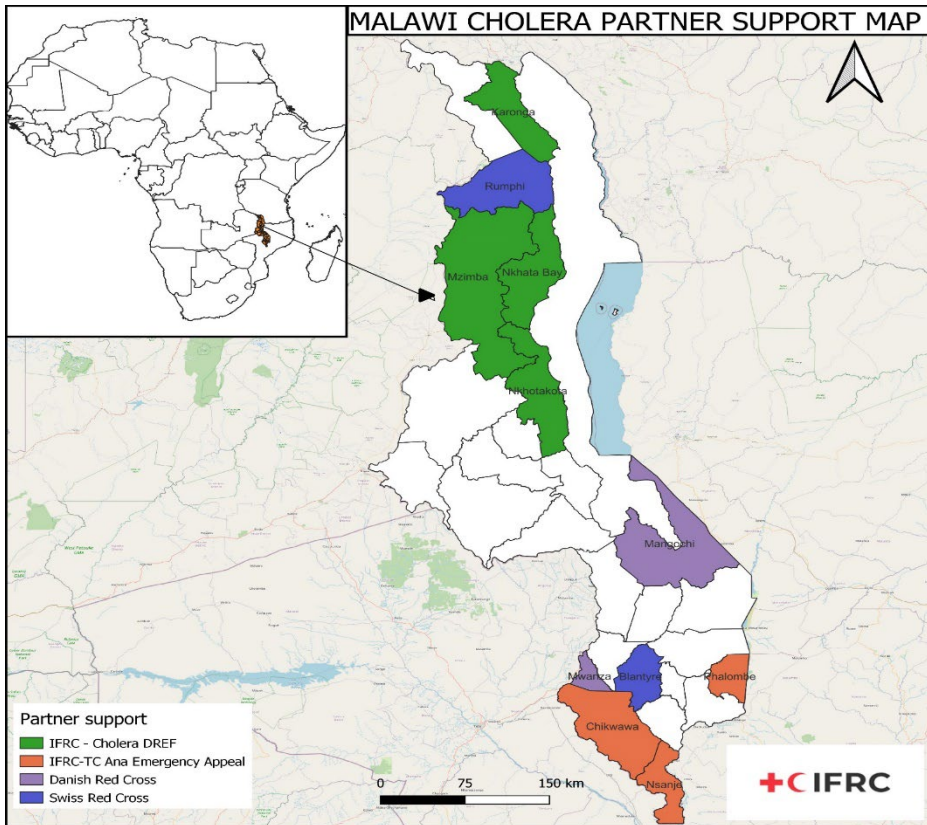 MALAWI CHOLERA PARTNER SUPPORT MAP
Karonga
Rumphi
Mzimba
Nkhata Bay
Nkhotakota
Mangochi
Mwanza
Blantyre
Phalombe
Chikwawa
Nsanje
Partner support
IFRC - Cholera DREF
IFRC-TC Ana Emergency Appeal
Danish Red Cross
Swiss Red Cross
0 75 150 km
IFRC